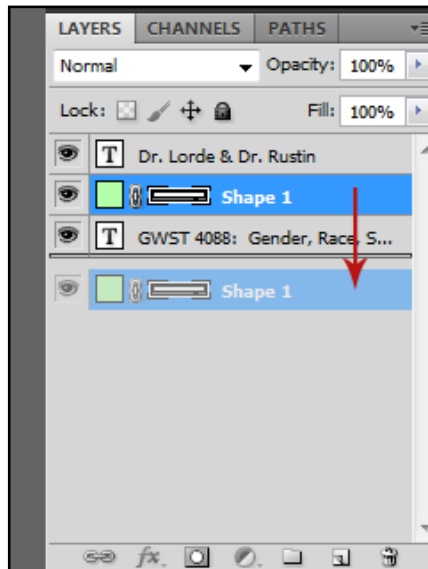 LAYERS CHANNELS PATHS
Normal Opacity: 100%
Lock: Fill: 100%
T Dr. Lorde & Dr. Rustin
Shape 1
T GWST 4088: Gender, Race, S...
Shape 1
fx.